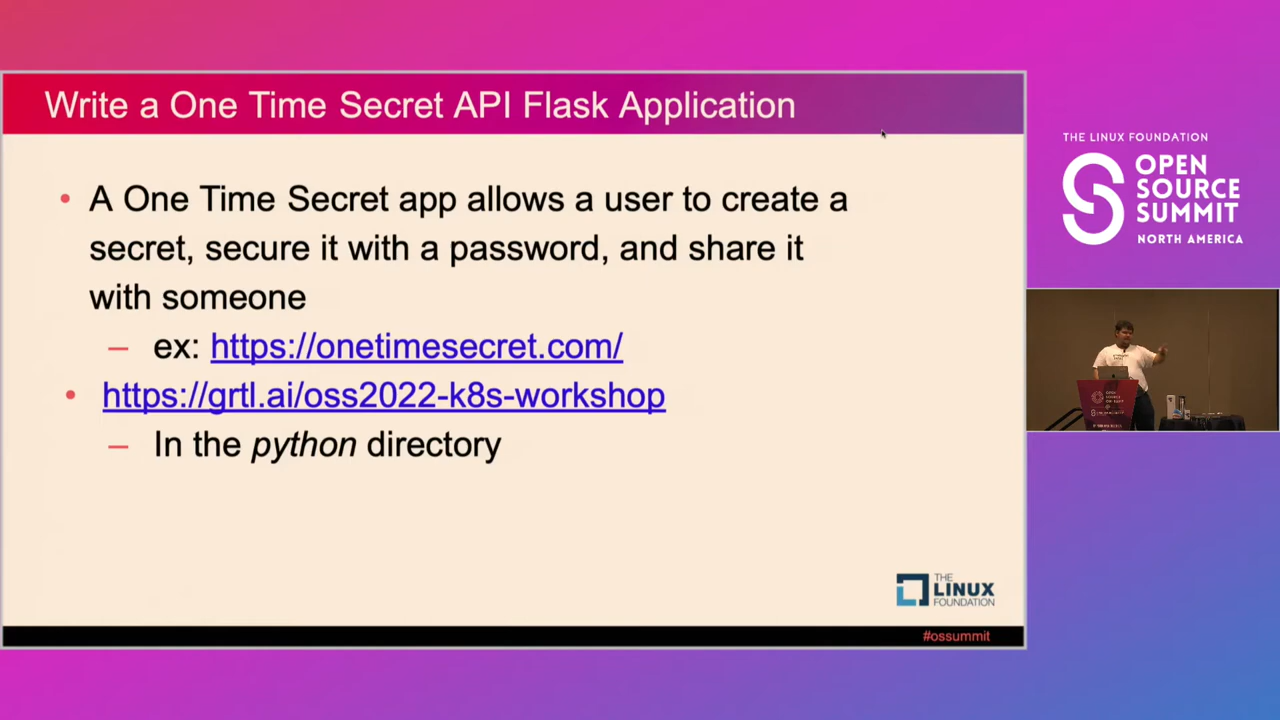 Write a One Time Secret API Flask Application
• A One Time Secret app allows a user to create a
secret, secure it with a password, and share it
with someone
– ex: https://onetimesecret.com/
• https://grtl.ai/oss2022-k8s-workshop
– In the python directory
THE
LINUX
FOUNDATION
#ossummit
THE LINUX FOUNDATION
OPEN
SOURCE
SUMMIT
NORTH AMERICA